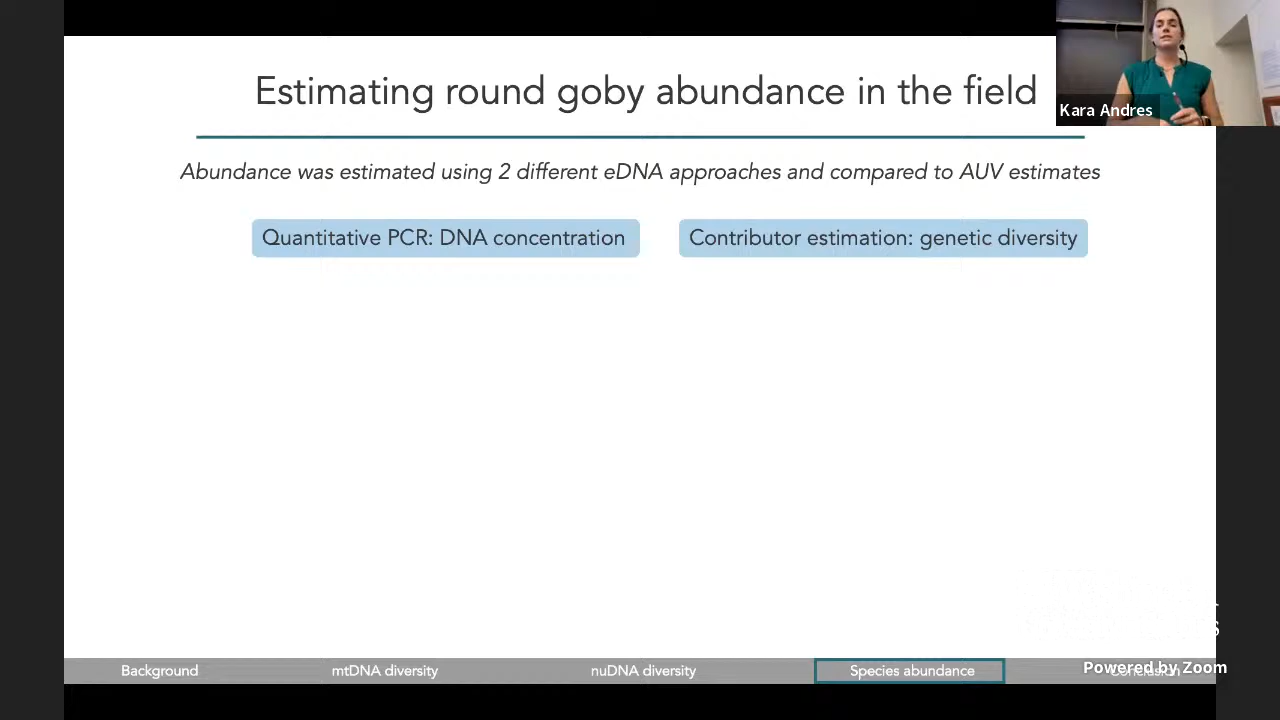 Estimating round goby abundance in the field
Kara Andres
Abundance was estimated using 2 different eDNA approaches and compared to AUV estimates
Quantitative PCR: DNA concentration
Contributor estimation: genetic diversity
Background
mtDNA diversity
nuDNA diversity
Species abundance
Conclusion
Powered by Zoom